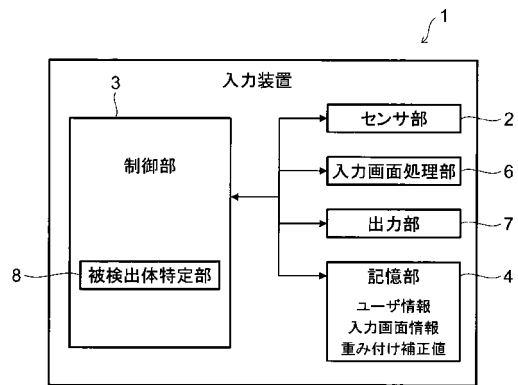 1
入力装置
3
制御部
8
被検出体特定部
センサ部
2
入力画面処理部
6
出力部
7
記憶部
4
ユーザ情報
入力画面情報
重み付け補正値